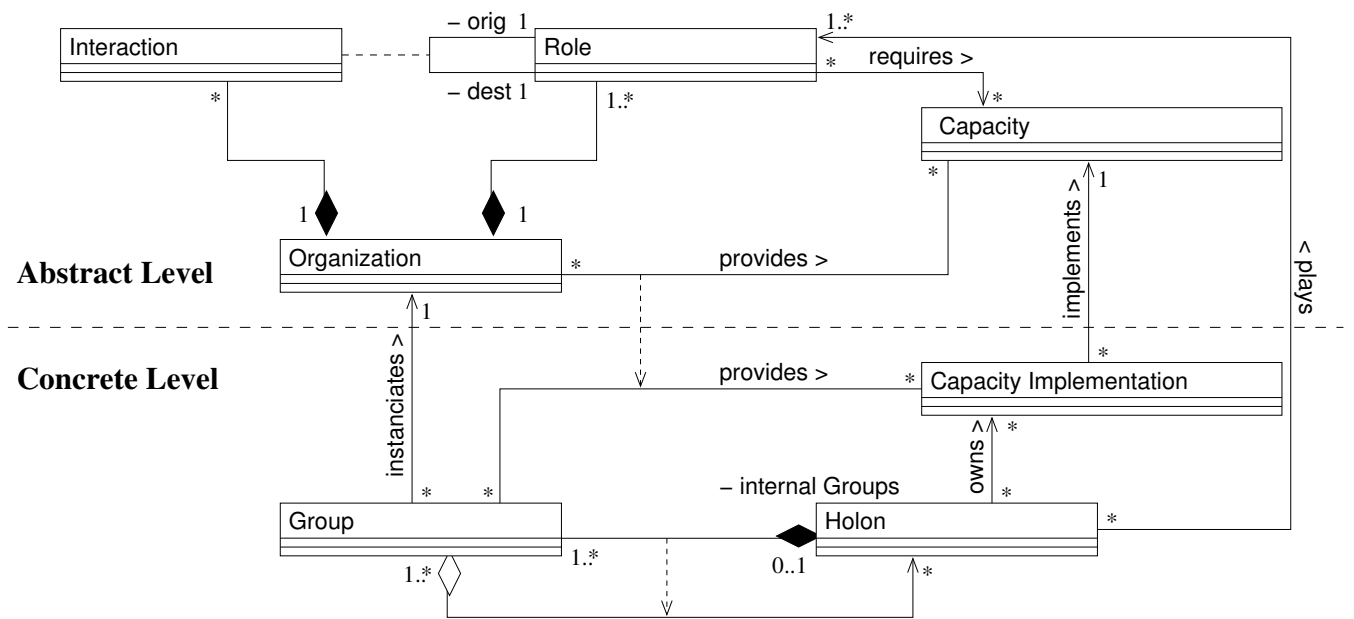 – orig 1
1..*
Interaction
Role
requires >
*
*
– dest 1
1..*
*
Capacity
*
1
implements >
1
1
Organization
*
provides >
< plays
Abstract Level
1
instanciates >
Concrete Level
provides >
*
*
Capacity Implementation
*
owns >
– internal Groups
*
*
*
Group
Holon
*
1..*
1..*
0..1
*